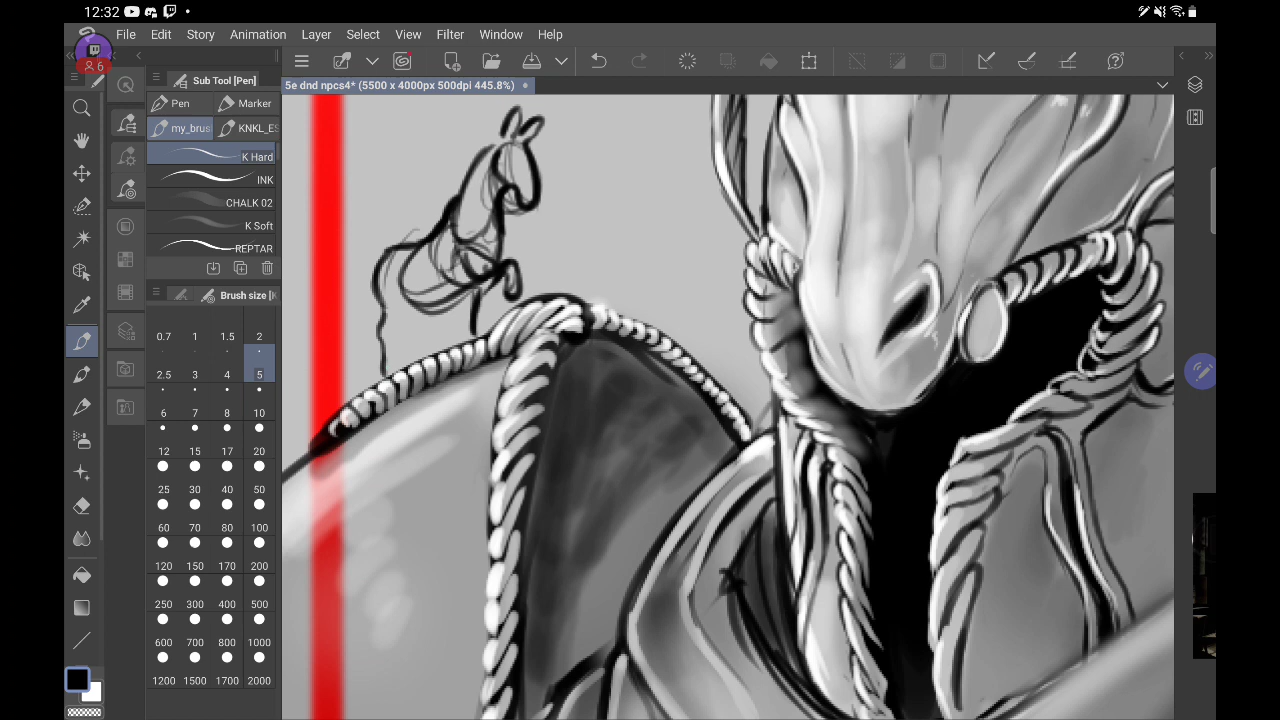 12:32
File Edit Story Animation Layer Select View Filter Window Help
6
Sub Tool [Pen]
5e dnd npcs4* (5500 x 4000px 500dpi 445.8%)
Pen Marker
my_brus KNKL_ES
K Hard
INK
CHALK 02
K Soft
REPTAR
Brush size [K
0.7 1 1.5 2
2.5 3 4 5
6 7 8 10
12 15 17 20
25 30 40 50
60 70 80 100
120 150 170 200
250 300 400 500
600 700 800 1000
1200 1500 1700 2000